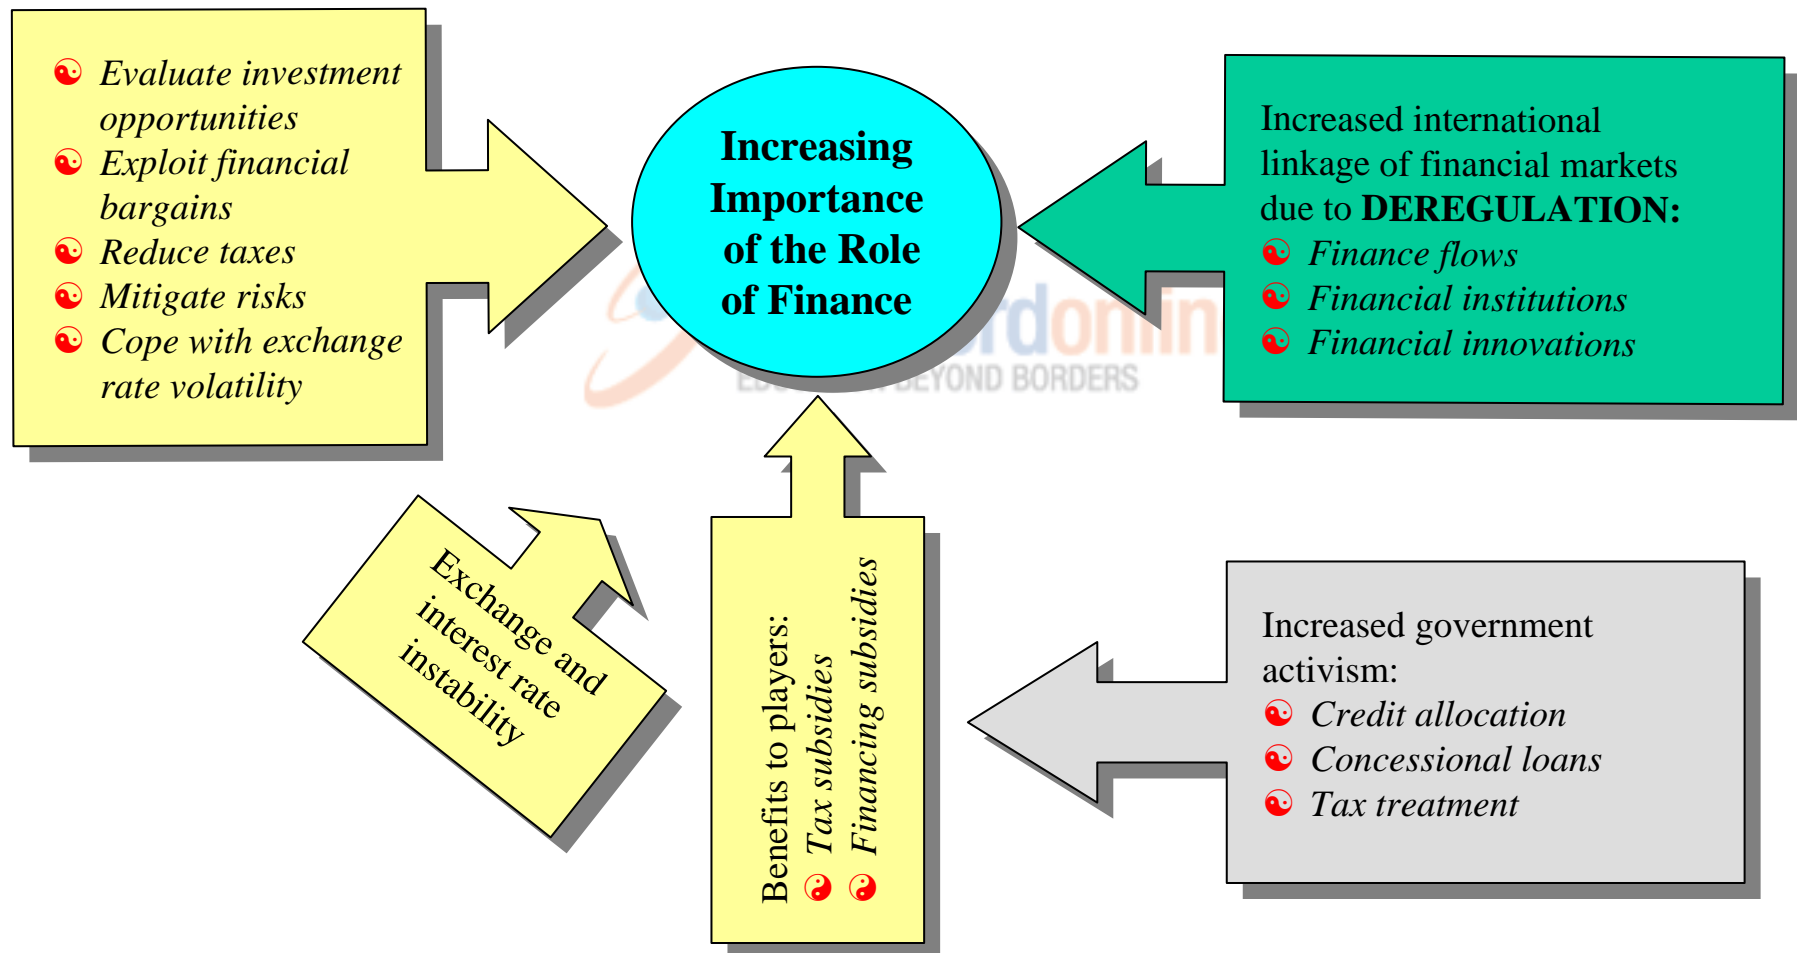 Evaluate investment
opportunities
Exploit financial
bargains
Reduce taxes
Mitigate risks
Cope with exchange
rate volatility
Increasing
Importance
of the Role
of Finance
Increased international
linkage of financial markets
due to DEREGULATION:
Finance flows
Financial institutions
Financial innovations
BEYOND BORDERS
Exchange and
interest rate
instability
Benefits to players:
Tax subsidies
Financing subsidies
Increased government
activism:
Credit allocation
Concessional loans
Tax treatment